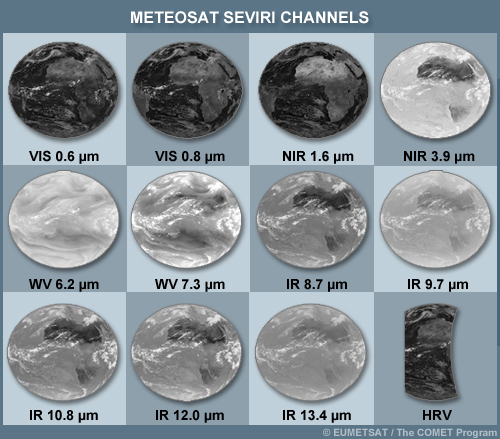 METEOSAT SEVIRI CHANNELS
VIS 0.6 µm
VIS 0.8 µm
NIR 1.6 µm
NIR 3.9 µm
WV 6.2 µm
WV 7.3 µm
IR 8.7 µm
IR 9.7 µm
IR 10.8 µm
IR 12.0 µm
IR 13.4 µm
HRV
© EUMETSAT / The COMET Program